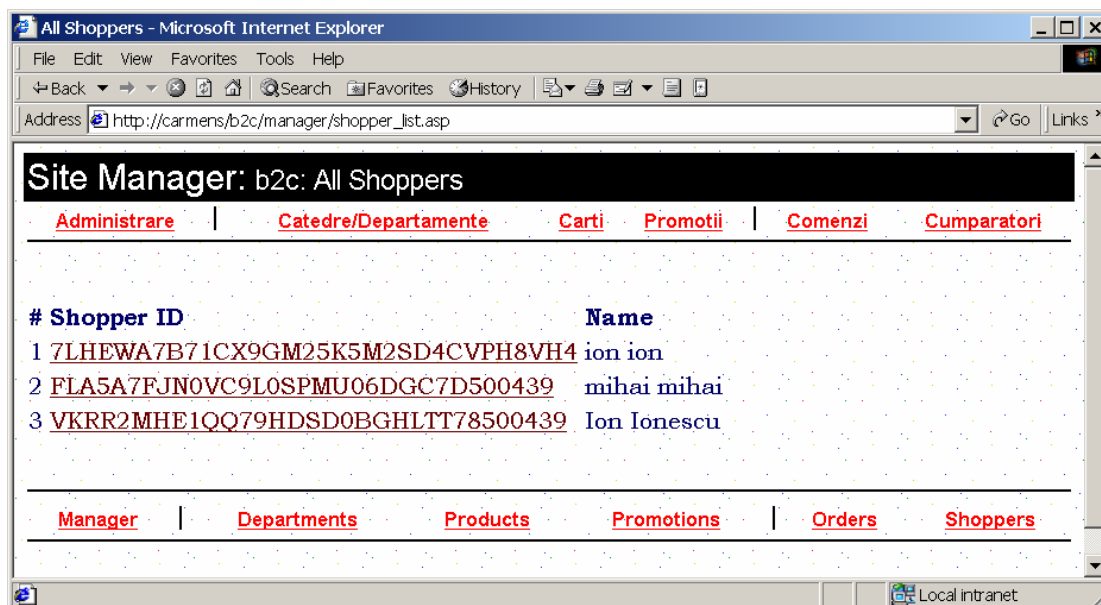 All Shoppers - Microsoft Internet Explorer
File Edit View Favorites Tools Help
Back Search Favorites History
Address http://carmens/b2c/manager/shopper_list.asp Go Links
Site Manager: b2c: All Shoppers
Administrare | Catedre/Departamente Carti Promotii | Comenzi Cumparatori
# Shopper ID Name
1 7LHEWA7B71CX9GM25K5M2SD4CVPH8VH4 ion ion
2 FLA5A7FJN0VC9L0SPMU06DGC7D500439 mihai mihai
3 VKRR2MHE1QQ79HDSD0BGHLTT78500439 Ion Ionescu
Manager | Departments Products Promotions | Orders Shoppers
Local intranet